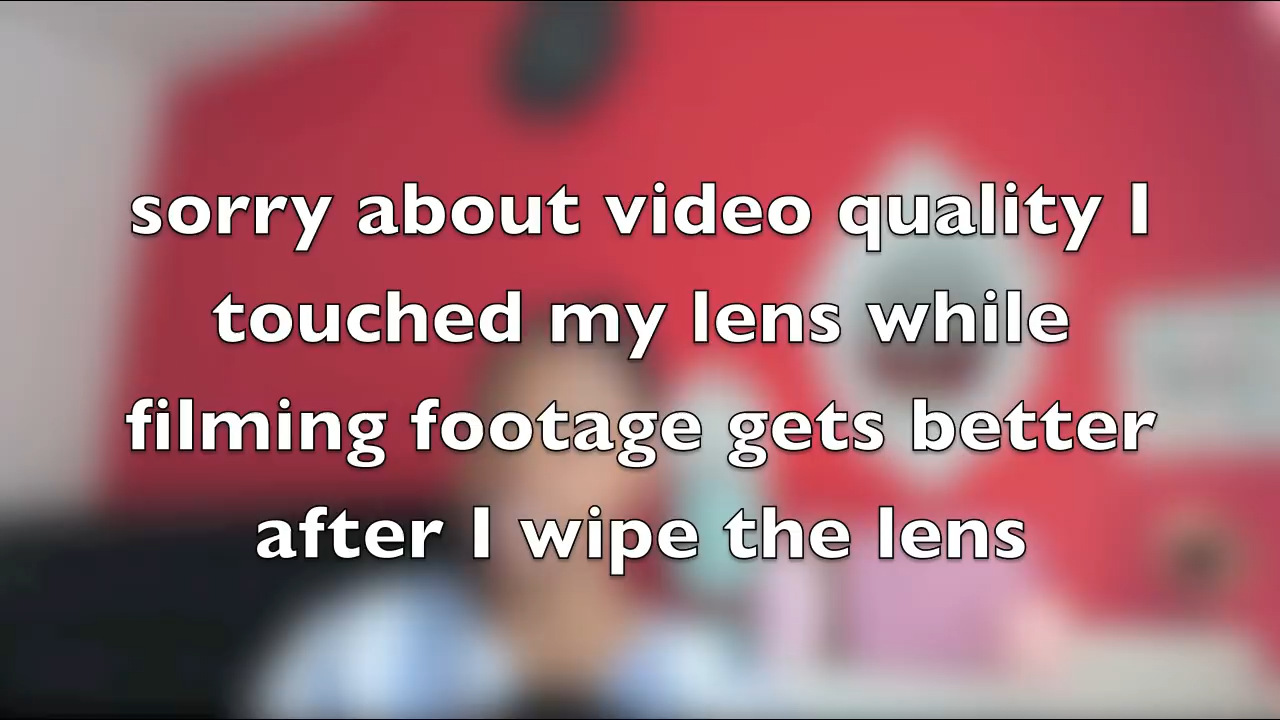 sorry about video quality I
touched my lens while
filming footage gets better
after I wipe the lens